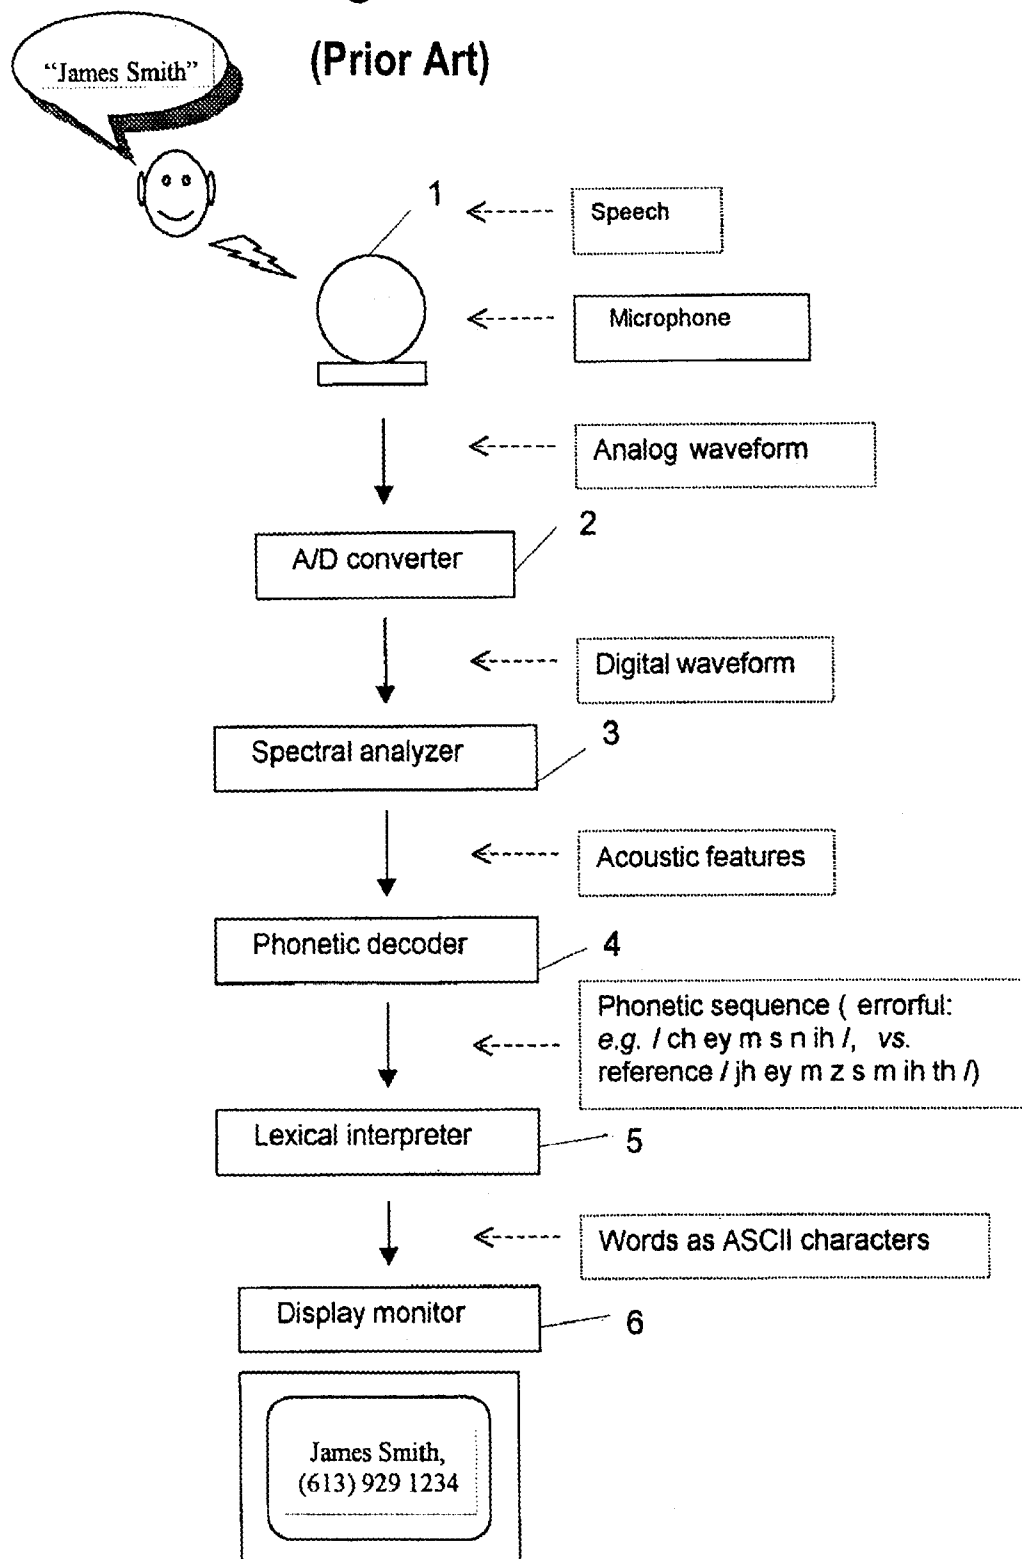 (Prior Art)
“James Smith”
1
Speech
Microphone
Analog waveform
2
A/D converter
Digital waveform
3
Spectral analyzer
Acoustic features
4
Phonetic decoder
Phonetic sequence ( errorful:
e.g. / ch ey m s n ih /, vs.
reference / jh ey m z s m ih th /)
Lexical interpreter
5
Words as ASCII characters
Display monitor
6
James Smith,
(613) 929 1234